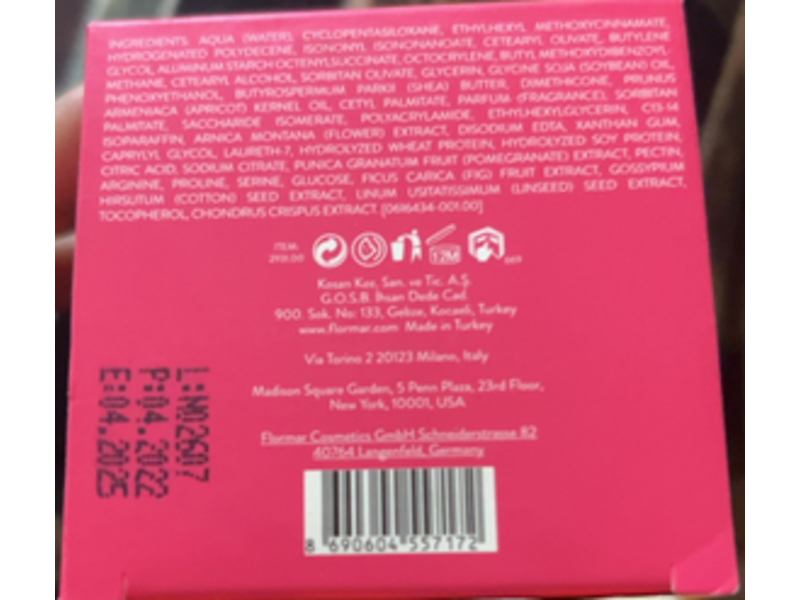 INGREDIENTS: AQUA (WATER), CYCLOPENTASILOXANE, ETHYLHEXYL METHOXYCINNAMATE,
HYDROGENATED POLYDECENE, ISONONYL ISONONANOATE, CETEARYL OLIVATE, BUTYLENE
GLYCOL, ALUMINUM STARCH OCTENYLSUCCINATE, OCTOCRYLENE, BUTYL METHOXYDIBENZOYL-
METHANE, CETEARYL ALCOHOL, SORBITAN OLIVATE, GLYCERIN, GLYCINE SOJA (SOYBEAN) OIL,
PHENOXYETHANOL, BUTYROSPERMUM PARKII (SHEA) BUTTER, DIMETHICONE, PRUNUS
ARMENIACA (APRICOT) KERNEL OIL, CETYL PALMITATE, PARFUM (FRAGRANCE), SORBITAN
PALMITATE, SACCHARIDE ISOMERATE, POLYACRYLAMIDE, ETHYLHEXYLGLYCERIN, C13-14
ISOPARAFFIN, ARNICA MONTANA (FLOWER) EXTRACT, DISODIUM EDTA, XANTHAN GUM,
CAPRYLYL GLYCOL, LAURETH-7, HYDROLYZED WHEAT PROTEIN, HYDROLYZED SOY PROTEIN,
CITRIC ACID, SODIUM CITRATE, PUNICA GRANATUM FRUIT (POMEGRANATE) EXTRACT, PECTIN,
ARGININE, PROLINE, SERINE, GLUCOSE, FICUS CARICA (FIG) FRUIT EXTRACT, GOSSYPIUM
HIRSUTUM (COTTON) SEED EXTRACT, LINUM USITATISSIMUM (LINSEED) SEED EXTRACT,
TOCOPHEROL, CHONDRUS CRISPUS EXTRACT. [0616434-001.00]
ITEM:
2931.00
12M
Kosan Koz. San. ve Tic. A.Ş.
G.O.S.B. İhsan Dede Cad.
900. Sok. No: 133, Gebze, Kocaeli, Turkey
www.flormar.com Made in Turkey
Via Torino 2 20123 Milano, Italy
Madison Square Garden, 5 Penn Plaza, 23rd Floor,
New York, 10001, USA
Flormar Cosmetics GmbH Schneiderstrasse 82
40764 Langenfeld, Germany
L:M02607
P:04.2022
E:04.2025
8 690604 557172